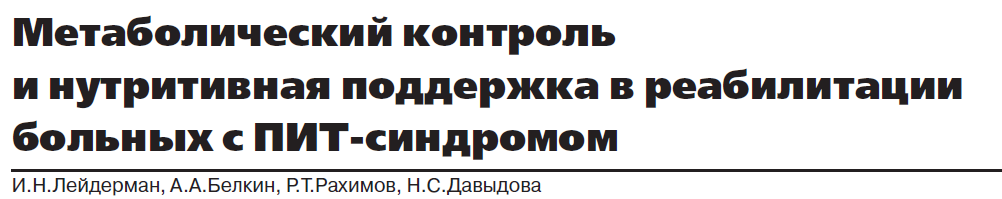 Метаболический контроль
и нутритивная поддержка в реабилитации
больных с ПИТ-синдромом
И.Н.Лейдерман, А.А.Белкин, Р.Т.Рахимов, Н.С.Давыдова